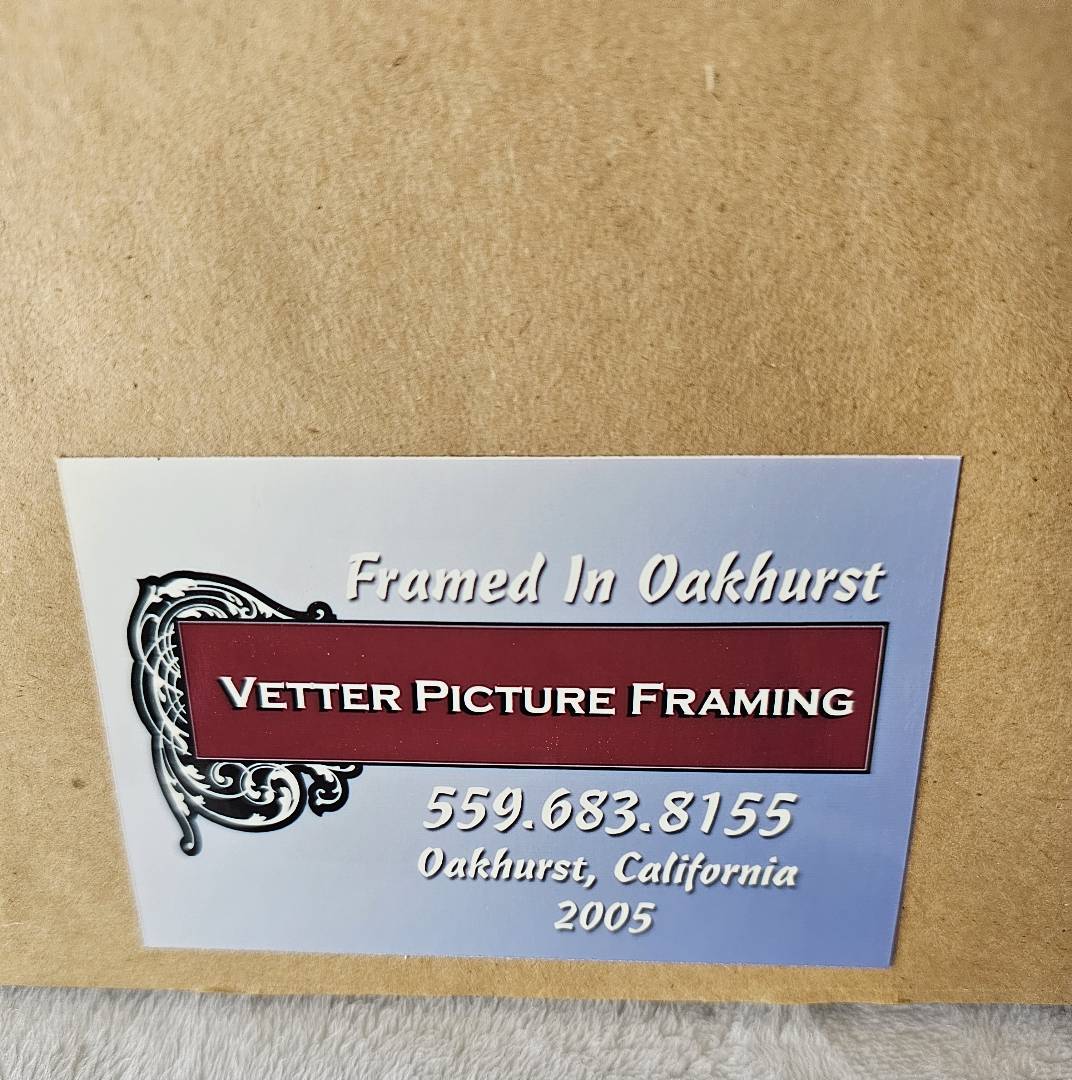 Framed In Oakhurst
VETTER PICTURE FRAMING
559.683.8155
Oakhurst, California
2005